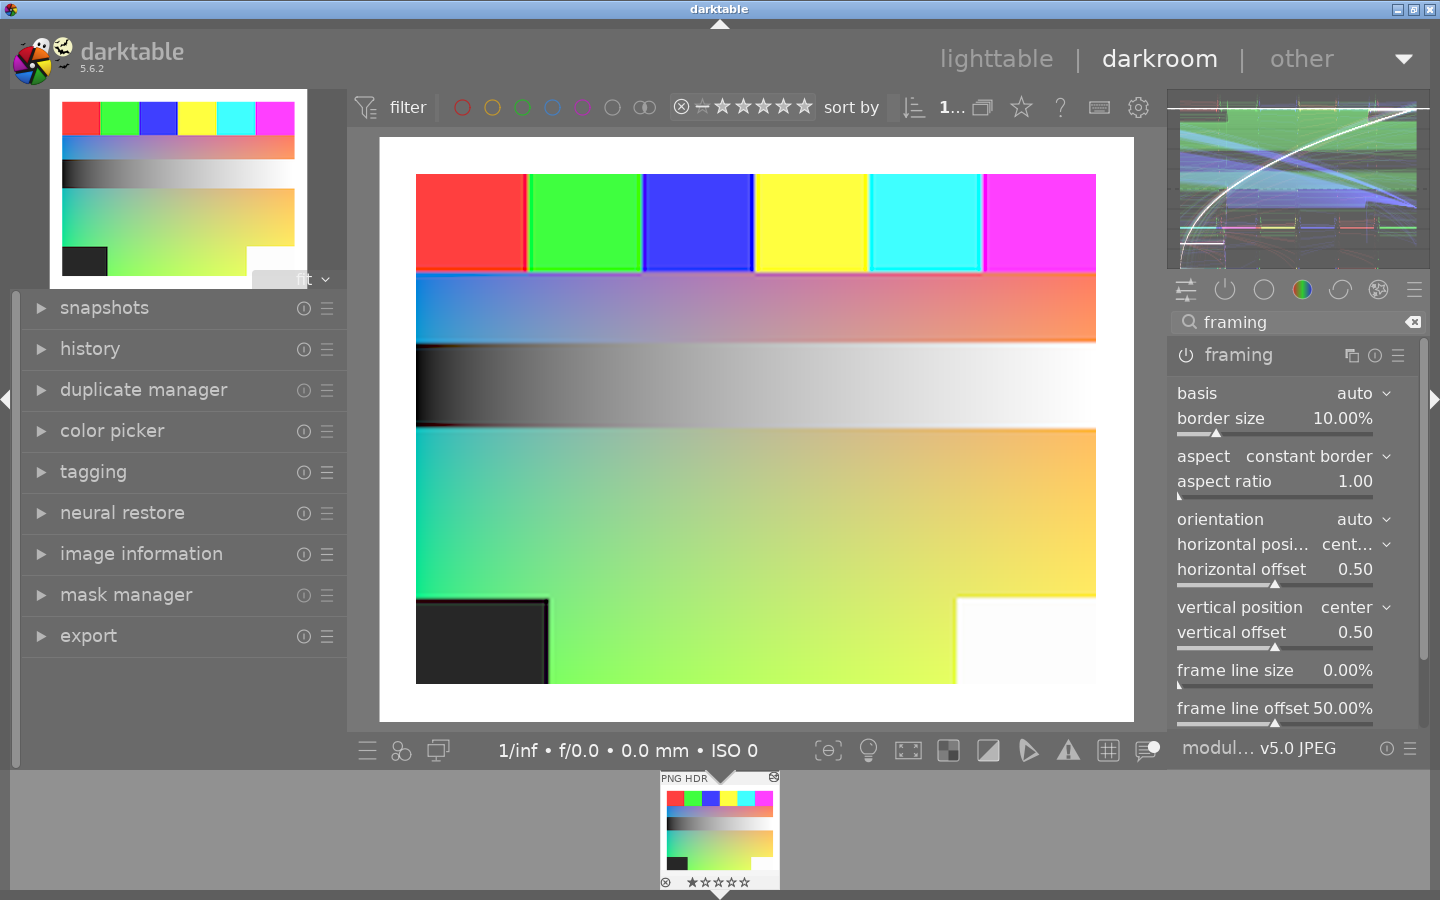 darktable
darktable
5.6.2
lighttable | darkroom | other
filter
sort by
1...
fit
snapshots
history
duplicate manager
color picker
tagging
neural restore
image information
mask manager
export
framing
framing
basis auto
border size 10.00%
aspect constant border
aspect ratio 1.00
orientation auto
horizontal posi... cent...
horizontal offset 0.50
vertical position center
vertical offset 0.50
frame line size 0.00%
frame line offset 50.00%
1/inf • f/0.0 • 0.0 mm • ISO 0
modul... v5.0 JPEG
PNG HDR